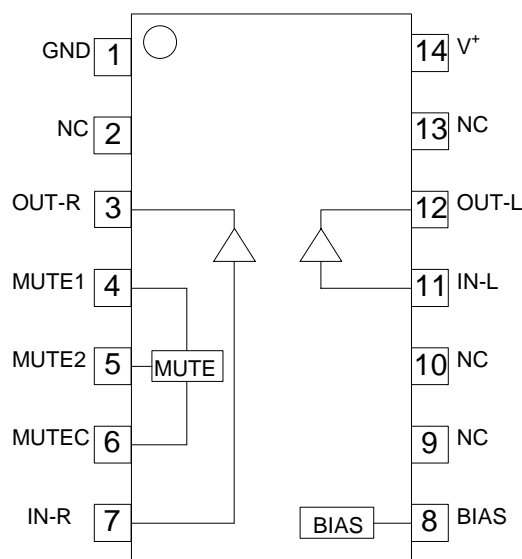 GND 1
14 V+
NC 2
13 NC
OUT-R 3
12 OUT-L
MUTE1 4
11 IN-L
MUTE2 5
MUTE
10 NC
MUTEC 6
9 NC
IN-R 7
BIAS
8 BIAS